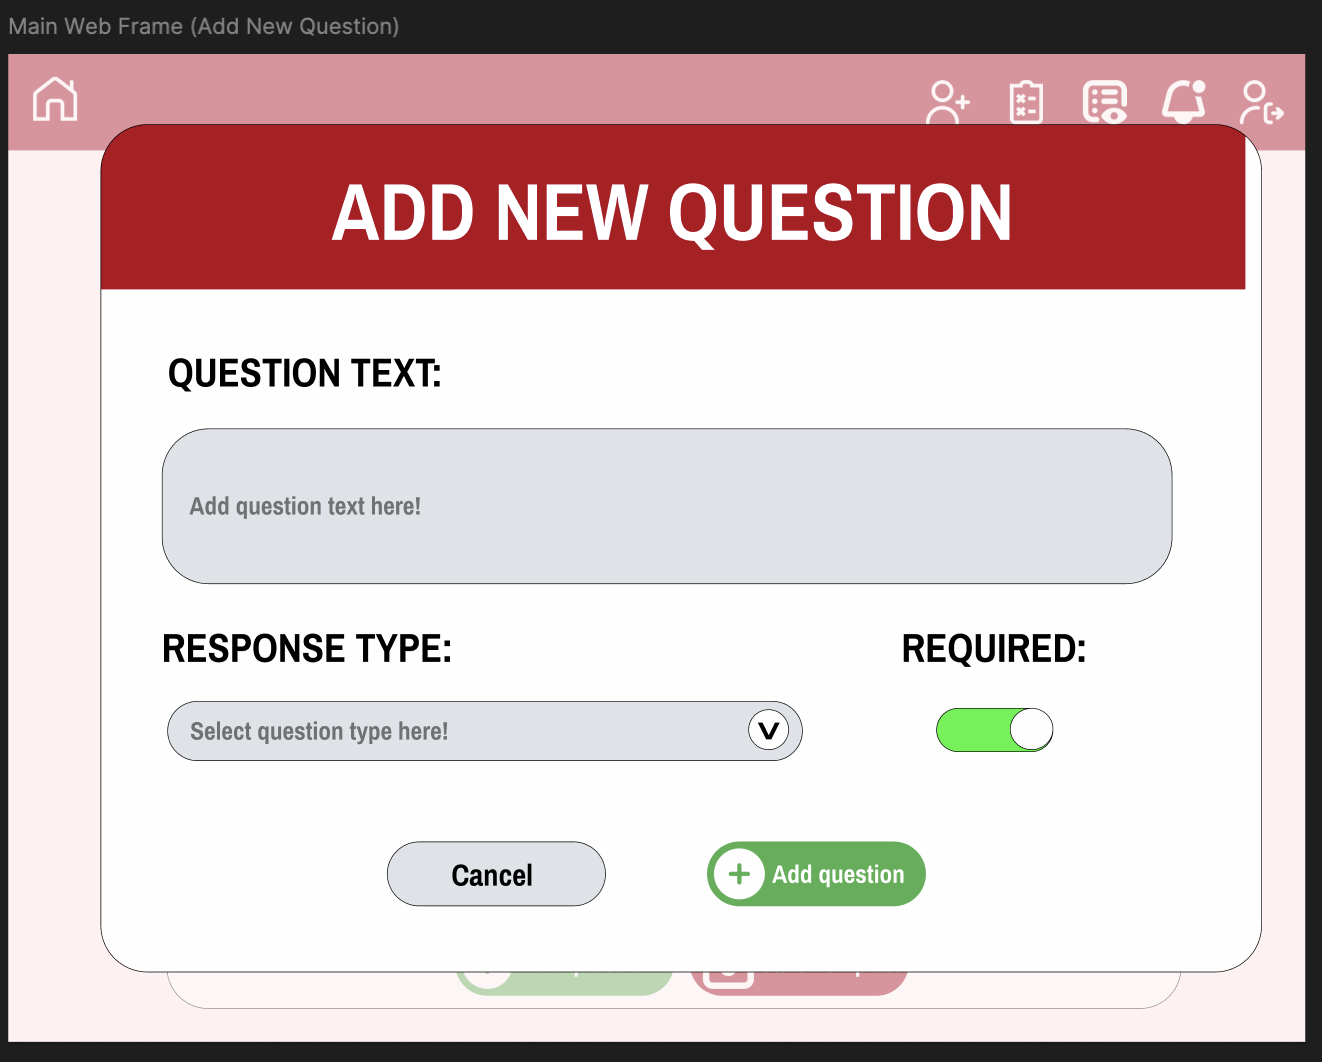 Main Web Frame (Add New Question)
ADD NEW QUESTION
QUESTION TEXT:
Add question text here!
RESPONSE TYPE:
REQUIRED:
Select question type here!
V
Cancel
+ Add question